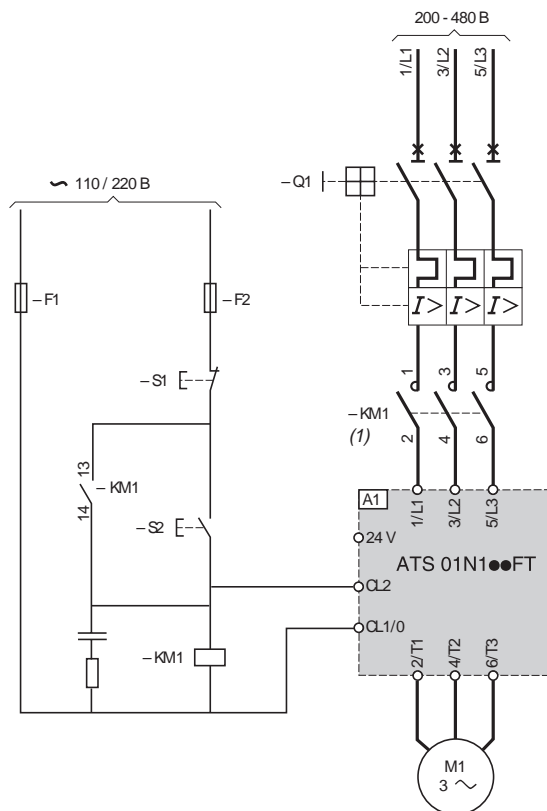 200 - 480 В
1/L1
3/L2
5/L3
– Q1
∼ 110 / 220 В
– F1
– F2
I >
I >
I >
– S1
1
3
5
– KM1
(1)
2
4
6
13
14
– KM1
– S2
A1
1/L1
3/L2
5/L3
24 V
ATS 01N1●●FT
CL2
CL1/0
2/T1
4/T2
6/T3
– KM1
M1
3 ∼